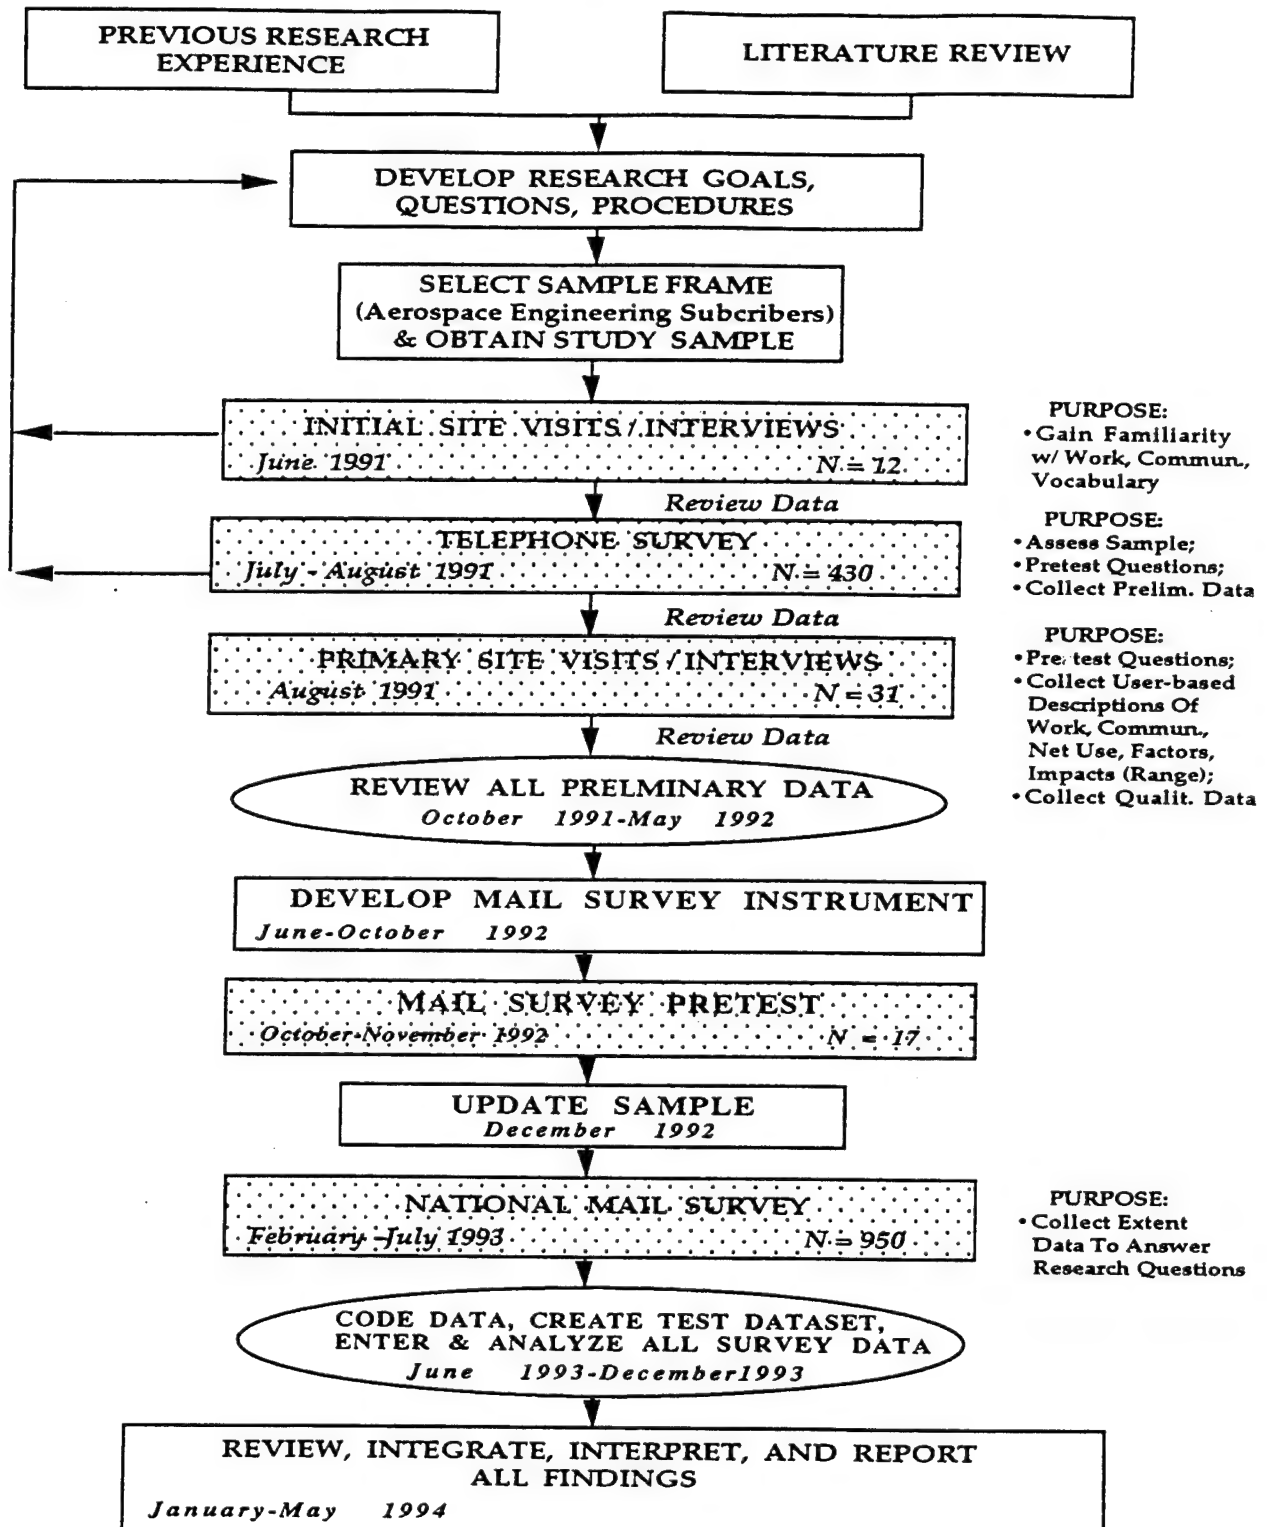 PREVIOUS RESEARCH
EXPERIENCE
LITERATURE REVIEW
DEVELOP RESEARCH GOALS,
QUESTIONS, PROCEDURES
SELECT SAMPLE FRAME
(Aerospace Engineering Subcribers)
& OBTAIN STUDY SAMPLE
INITIAL SITE VISITS / INTERVIEWS
June 1991 N = 12
PURPOSE:
• Gain Familiarity
w/ Work, Commun.,
Vocabulary
Review Data
TELEPHONE SURVEY
July - August 1991 N = 430
PURPOSE:
• Assess Sample;
• Pretest Questions;
• Collect Prelim. Data
Review Data
PRIMARY SITE VISITS / INTERVIEWS
August 1991 N = 31
PURPOSE:
• Pre. test Questions;
• Collect User-based
Descriptions Of
Work, Commun.,
Net Use, Factors,
Impacts (Range);
• Collect Qualit. Data
Review Data
REVIEW ALL PRELMINARY DATA
October 1991-May 1992
DEVELOP MAIL SURVEY INSTRUMENT
June-October 1992
MAIL SURVEY PRETEST
October-November 1992 N = 17
UPDATE SAMPLE
December 1992
NATIONAL MAIL SURVEY
February -July 1993 N = 950
PURPOSE:
• Collect Extent
Data To Answer
Research Questions
CODE DATA, CREATE TEST DATASET,
ENTER & ANALYZE ALL SURVEY DATA
June 1993-December1993
REVIEW, INTEGRATE, INTERPRET, AND REPORT
ALL FINDINGS
January-May 1994